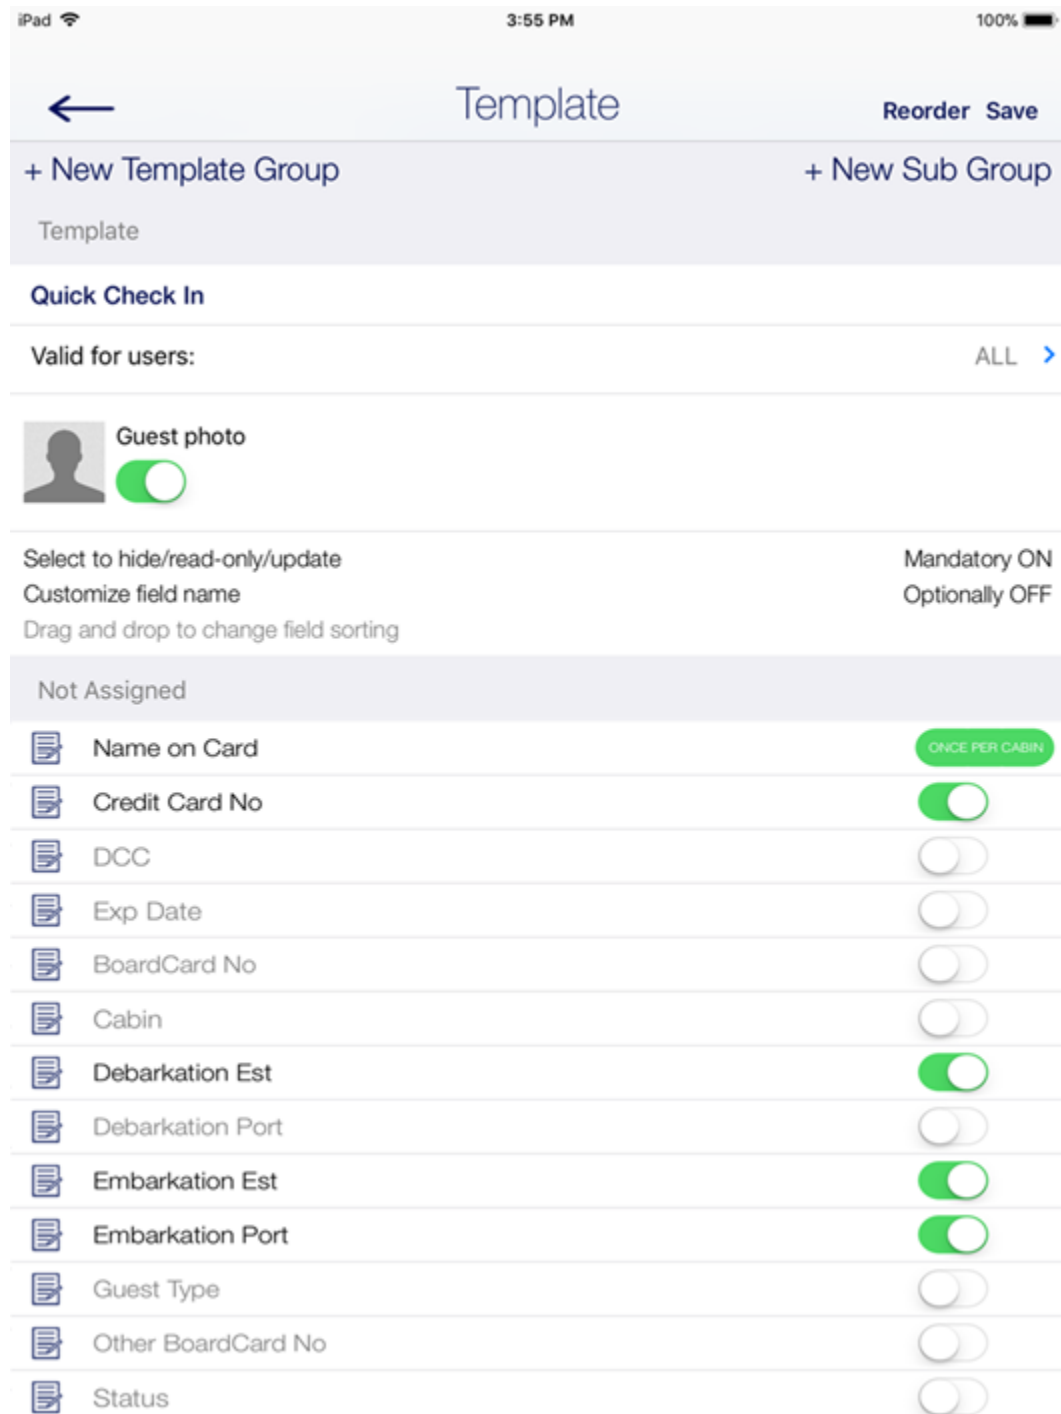 iPad 3:55 PM 100%
Template Reorder Save
+ New Template Group + New Sub Group
Template
Quick Check In
Valid for users: ALL
Guest photo
Select to hide/read-only/update Mandatory ON
Customize field name Optionally OFF
Drag and drop to change field sorting
Not Assigned
Name on Card ONCE PER CABIN
Credit Card No
DCC
Exp Date
BoardCard No
Cabin
Debarkation Est
Debarkation Port
Embarkation Est
Embarkation Port
Guest Type
Other BoardCard No
Status